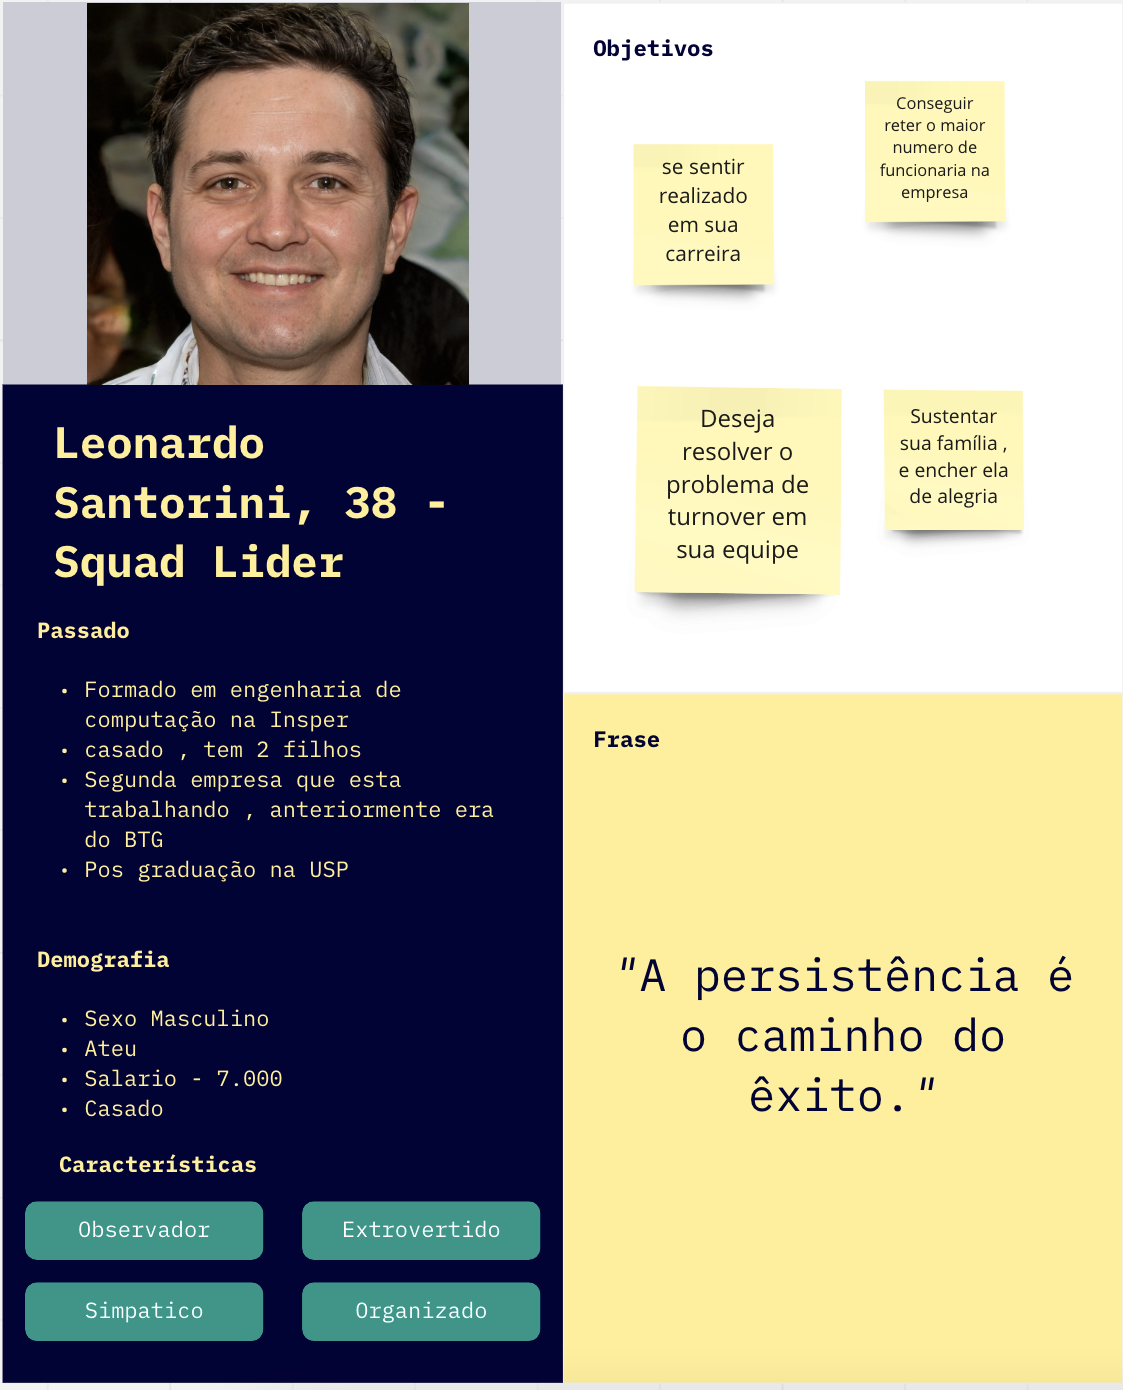 Leonardo
Santorini, 38 -
Squad Lider
Passado
• Formado em engenharia de
computação na Insper
• casado , tem 2 filhos
• Segunda empresa que esta
trabalhando , anteriormente era
do BTG
• Pos graduação na USP
Demografia
• Sexo Masculino
• Ateu
• Salario - 7.000
• Casado
Características
Observador
Extrovertido
Simpatico
Organizado
Objetivos
se sentir
realizado
em sua
carreira
Conseguir
reter o maior
numero de
funcionaria na
empresa
Deseja
resolver o
problema de
turnover em
sua equipe
Sustentar
sua família ,
e encher ela
de alegria
Frase
"A persistência é
o caminho do
êxito."